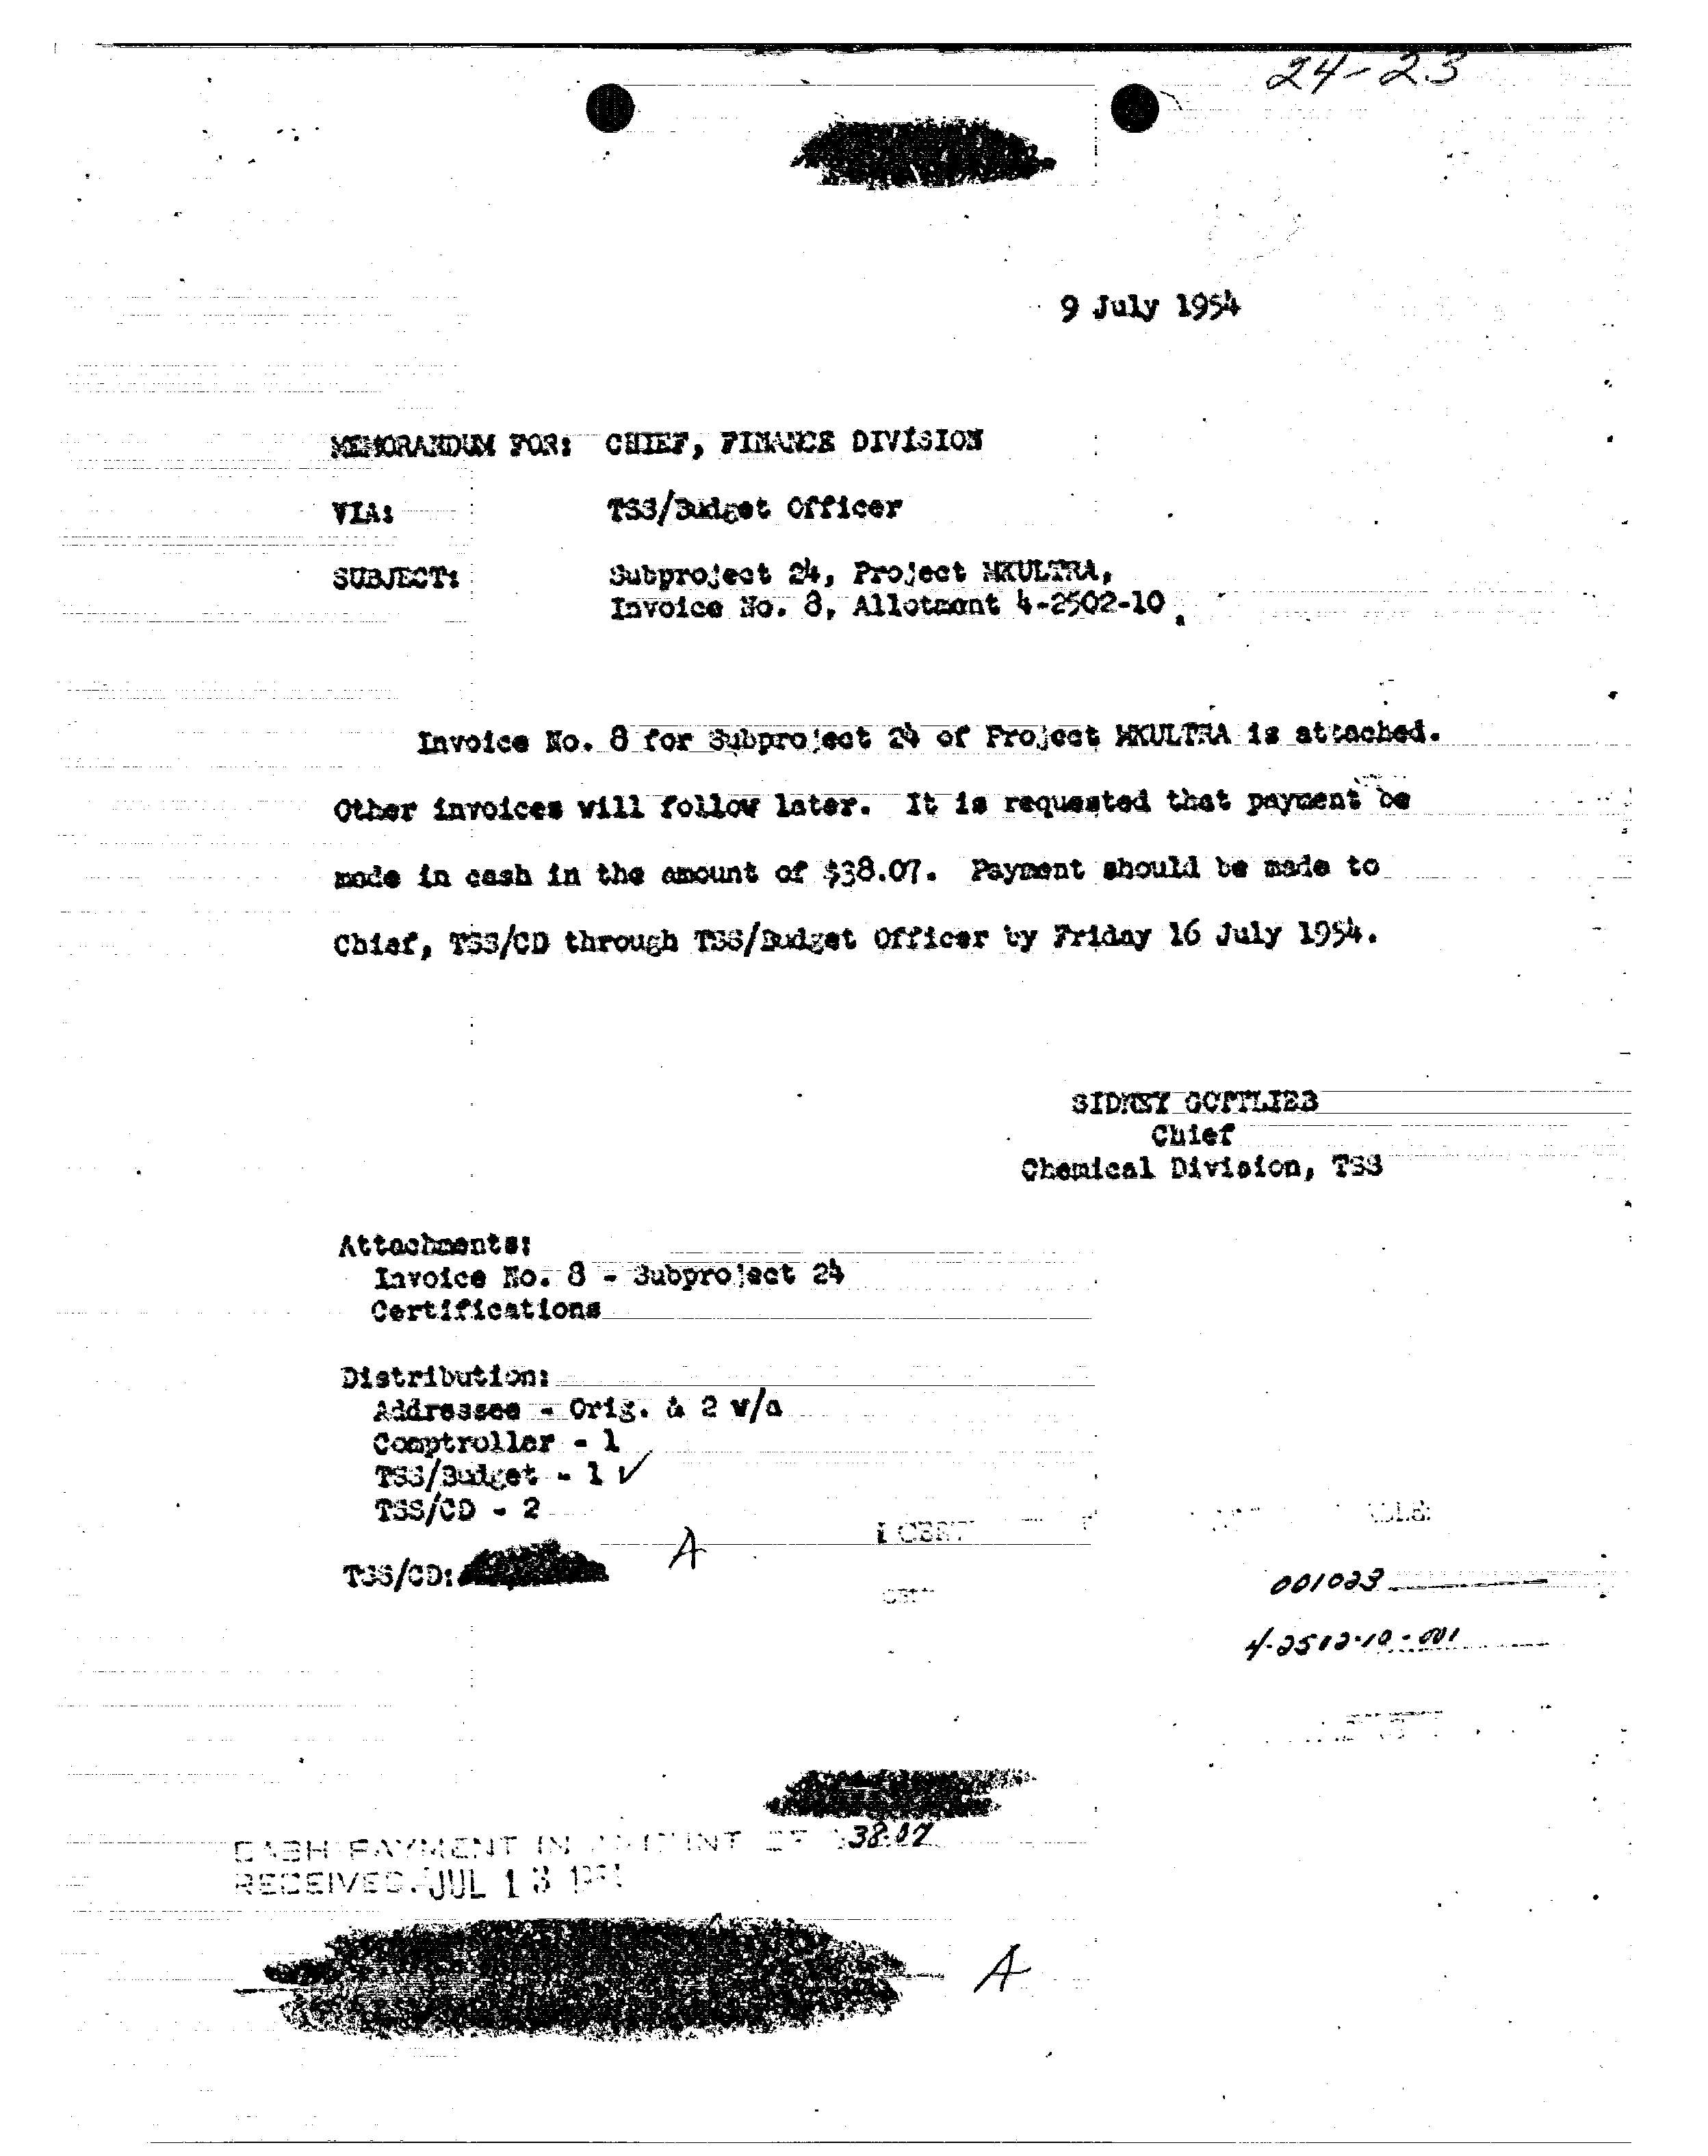 24-23
9 July 1954
MEMORANDUM FOR: CHIEF, FINANCE DIVISION
VIA: TSS/Budget Officer
SUBJECT: Subproject 24, Project MKULTRA,
Invoice No. 8, Allotment 4-2502-10
Invoice No. 8 for Subproject 24 of Project MKULTRA is attached.
Other invoices will follow later. It is requested that payment be
made in cash in the amount of $38.07. Payment should be made to
Chief, TSS/CD through TSS/Budget Officer by Friday 16 July 1954.
SIDNEY GOTTLIEB
Chief
Chemical Division, TSS
Attachments:
Invoice No. 8 - Subproject 24
Certifications
Distribution:
Addressee - Orig. & 2 w/a
Comptroller - 1
TSS/Budget - 1 ✓
TSS/CD - 2
TSS/CD: A
001023
4-2502-10-001
CASH PAYMENT IN AMOUNT OF 38.07
RECEIVED JUL 13
A